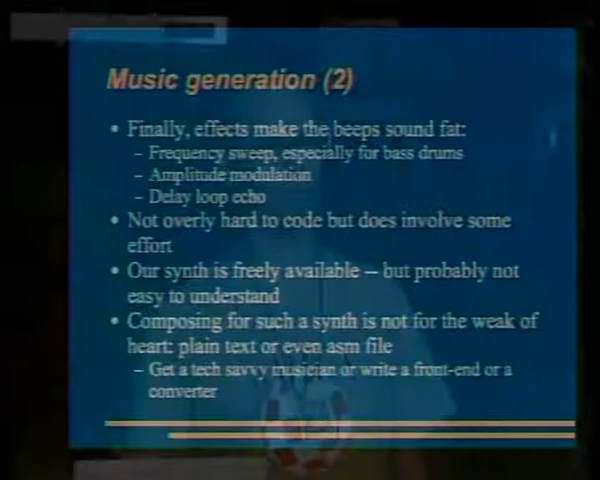 Music generation (2)
• Finally, effects make the beeps sound fat:
– Frequency sweep, especially for bass drums
– Amplitude modulation
– Delay loop echo
• Not overly hard to code but does involve some
effort
• Our synth is freely available – but probably not
easy to understand
• Composing for such a synth is not for the weak of
heart: plain text or even asm file
– Get a tech savvy musician or write a front-end or a
converter